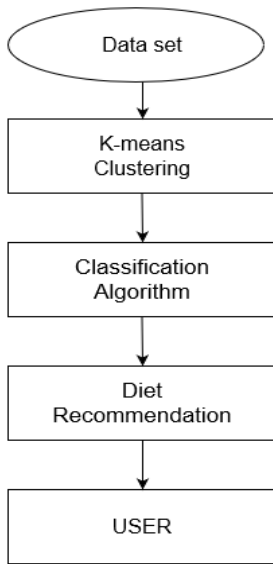 Data set
K-means
Clustering
Classification
Algorithm
Diet
Recommendation
USER